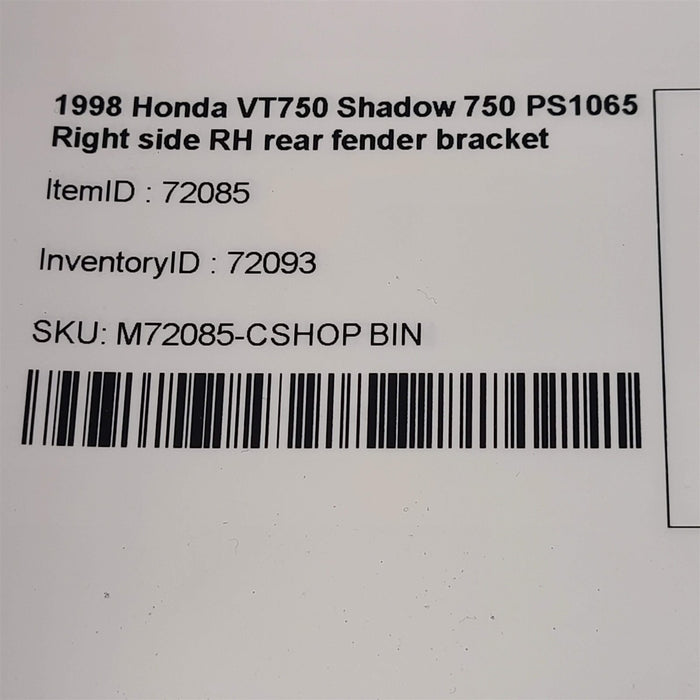 1998 Honda VT750 Shadow 750 PS1065
Right side RH rear fender bracket
ItemID : 72085
InventoryID : 72093
SKU: M72085-CSHOP BIN